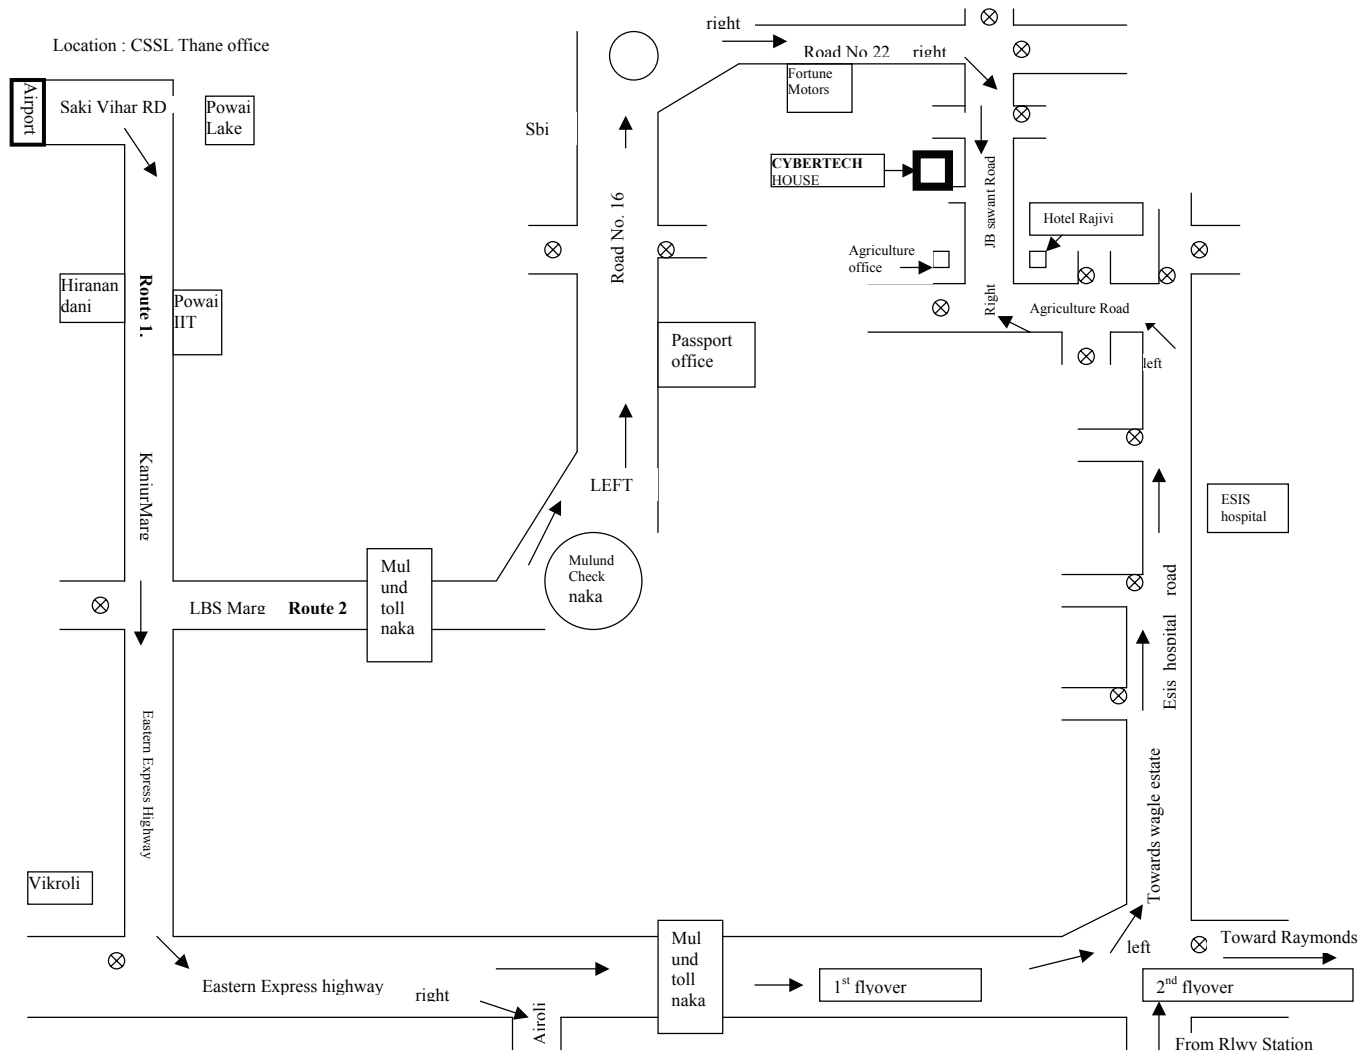 Location : CSSL Thane office
right
Road No 22
right
Airport
Saki Vihar RD
Powai
Lake
Fortune
Motors
Sbi
CYBERTECH
HOUSE
JB sawant Road
Road No. 16
Hotel Rajivi
Agriculture
office
Hiranan
dani
Route 1.
Powai
IIT
Right
Agriculture Road
Passport
office
left
KaniurMarg
LEFT
ESIS
hospital
Mul
und
toll
naka
Mulund
Check
naka
LBS Marg
Route 2
Esis hospital road
Eastern Express Highway
Towards wagle estate
Vikroli
Mul
und
toll
naka
left
Toward Raymonds
Eastern Express highway
right
1st flyover
2nd flyover
Airoli
From Rlwy Station